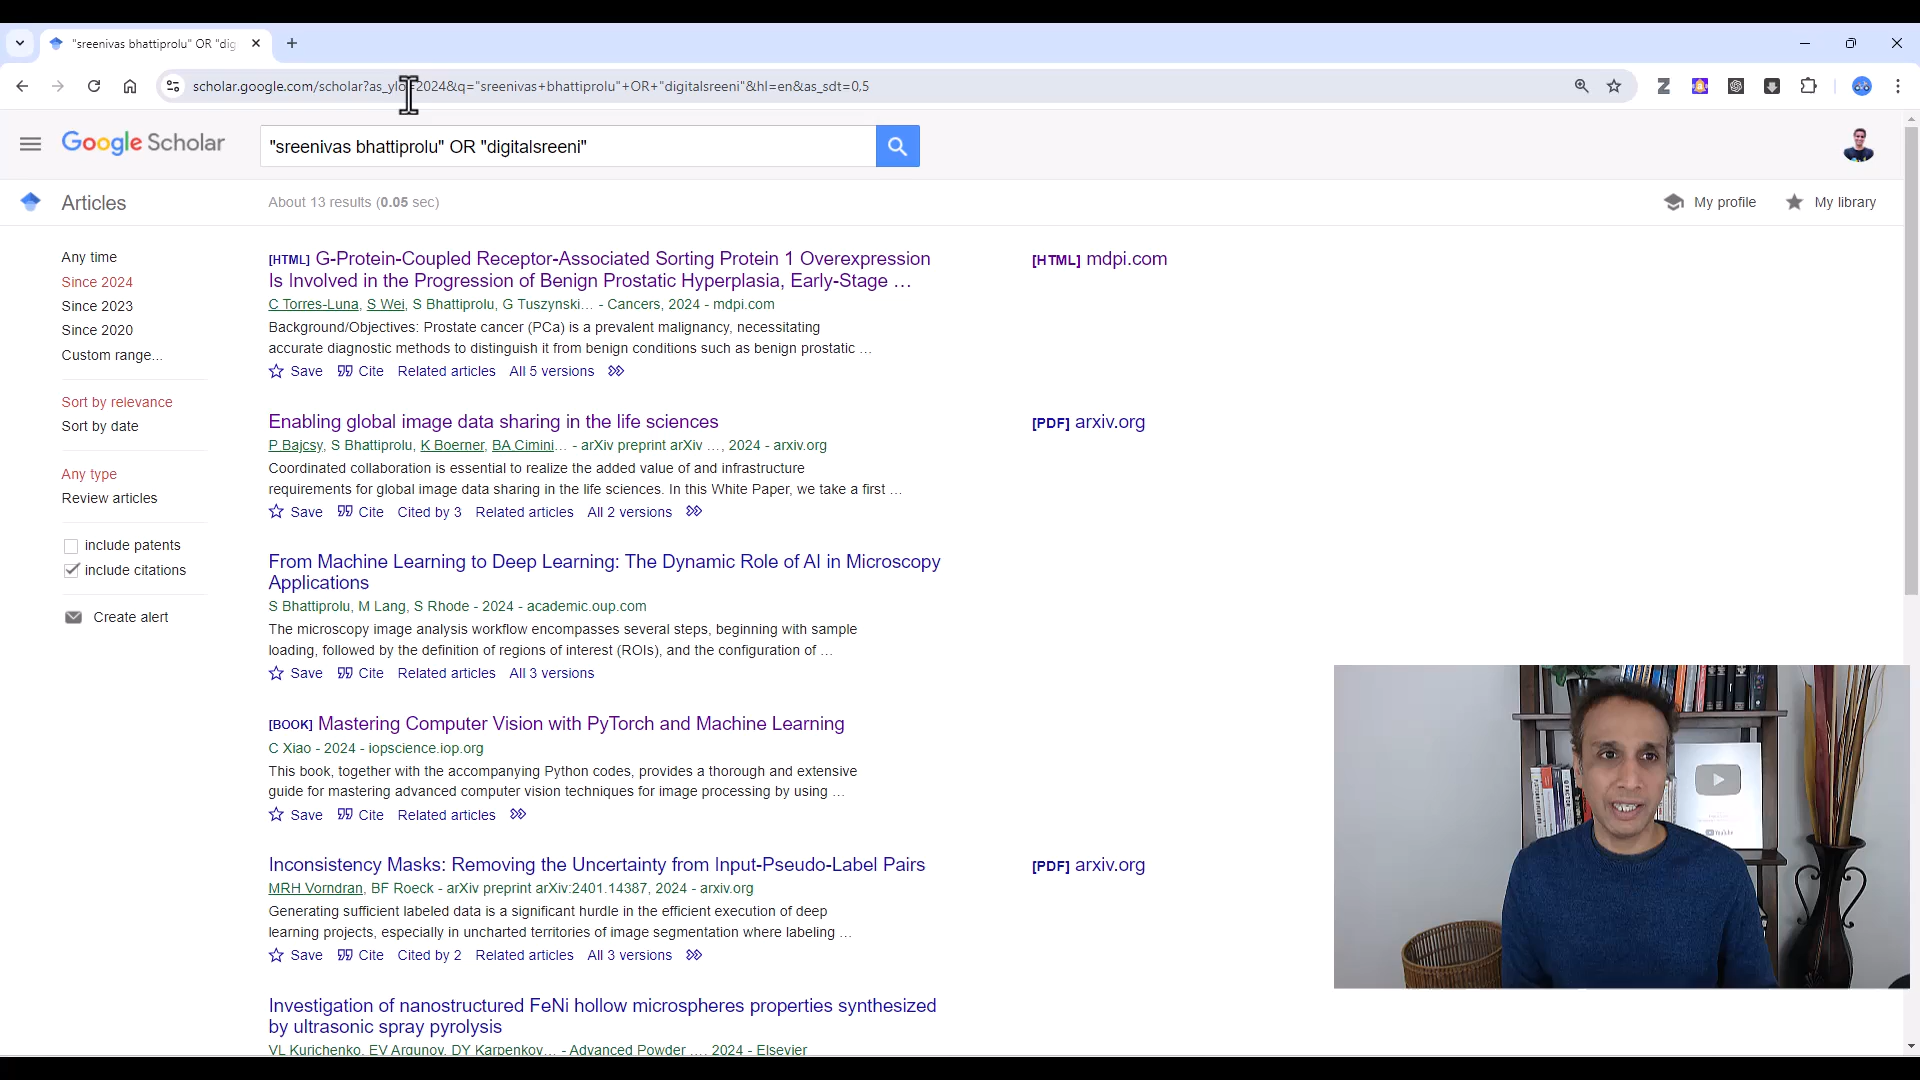 "sreenivas bhattiprolu" OR "dig
scholar.google.com/scholar?as_ylo=2024&q="sreenivas+bhattiprolu"+OR+"digitalsreeni"&hl=en&as_sdt=0,5
Google Scholar
"sreenivas bhattiprolu" OR "digitalsreeni"
Articles
About 13 results (0.05 sec)
My profile
My library
Any time
Since 2024
Since 2023
Since 2020
Custom range...
Sort by relevance
Sort by date
Any type
Review articles
include patents
include citations
Create alert
[HTML] G-Protein-Coupled Receptor-Associated Sorting Protein 1 Overexpression
Is Involved in the Progression of Benign Prostatic Hyperplasia, Early-Stage …
C Torres-Luna, S Wei, S Bhattiprolu, G Tuszynski… - Cancers, 2024 - mdpi.com
Background/Objectives: Prostate cancer (PCa) is a prevalent malignancy, necessitating
accurate diagnostic methods to distinguish it from benign conditions such as benign prostatic …
Save Cite Related articles All 5 versions
[HTML] mdpi.com
Enabling global image data sharing in the life sciences
P Bajcsy, S Bhattiprolu, K Boerner, BA Cimini… - arXiv preprint arXiv …, 2024 - arxiv.org
Coordinated collaboration is essential to realize the added value of and infrastructure
requirements for global image data sharing in the life sciences. In this White Paper, we take a first …
Save Cite Cited by 3 Related articles All 2 versions
[PDF] arxiv.org
From Machine Learning to Deep Learning: The Dynamic Role of AI in Microscopy
Applications
S Bhattiprolu, M Lang, S Rhode - 2024 - academic.oup.com
The microscopy image analysis workflow encompasses several steps, beginning with sample
loading, followed by the definition of regions of interest (ROIs), and the configuration of …
Save Cite Related articles All 3 versions
[BOOK] Mastering Computer Vision with PyTorch and Machine Learning
C Xiao - 2024 - iopscience.iop.org
This book, together with the accompanying Python codes, provides a thorough and extensive
guide for mastering advanced computer vision techniques for image processing by using …
Save Cite Related articles
Inconsistency Masks: Removing the Uncertainty from Input-Pseudo-Label Pairs
MRH Vorndran, BF Roeck - arXiv preprint arXiv:2401.14387, 2024 - arxiv.org
Generating sufficient labeled data is a significant hurdle in the efficient execution of deep
learning projects, especially in uncharted territories of image segmentation where labeling …
Save Cite Cited by 2 Related articles All 3 versions
[PDF] arxiv.org
Investigation of nanostructured FeNi hollow microspheres properties synthesized
by ultrasonic spray pyrolysis
VL Kurichenko, EV Argunov, DY Karpenkov… - Advanced Powder …, 2024 - Elsevier